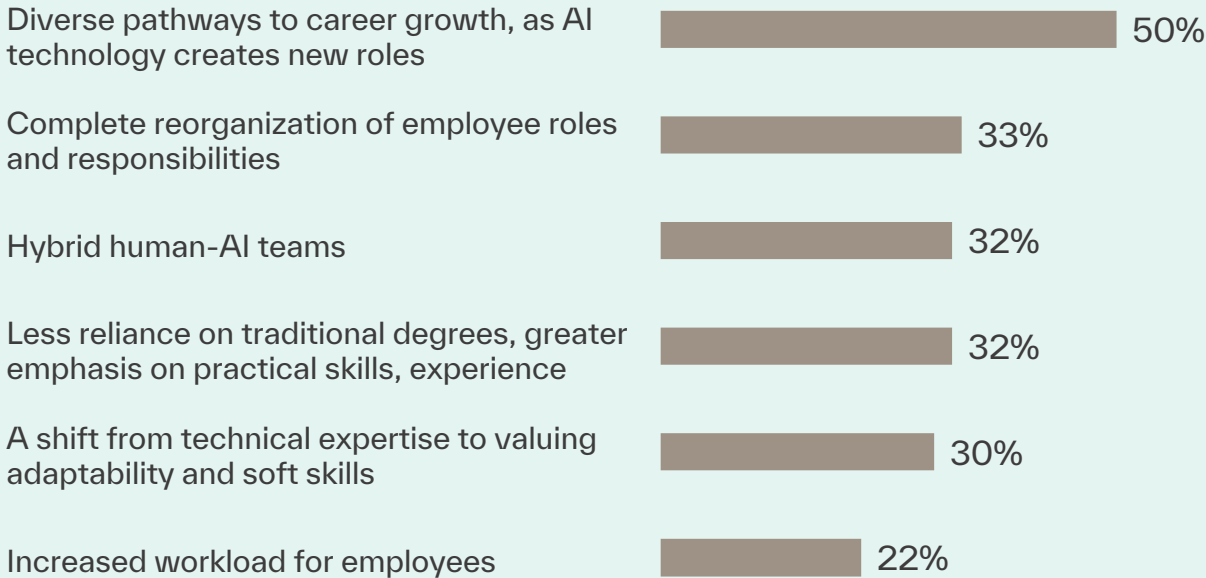 Diverse pathways to career growth, as AI
technology creates new roles
50%
Complete reorganization of employee roles
and responsibilities
33%
Hybrid human-AI teams
32%
Less reliance on traditional degrees, greater
emphasis on practical skills, experience
32%
A shift from technical expertise to valuing
adaptability and soft skills
30%
Increased workload for employees
22%